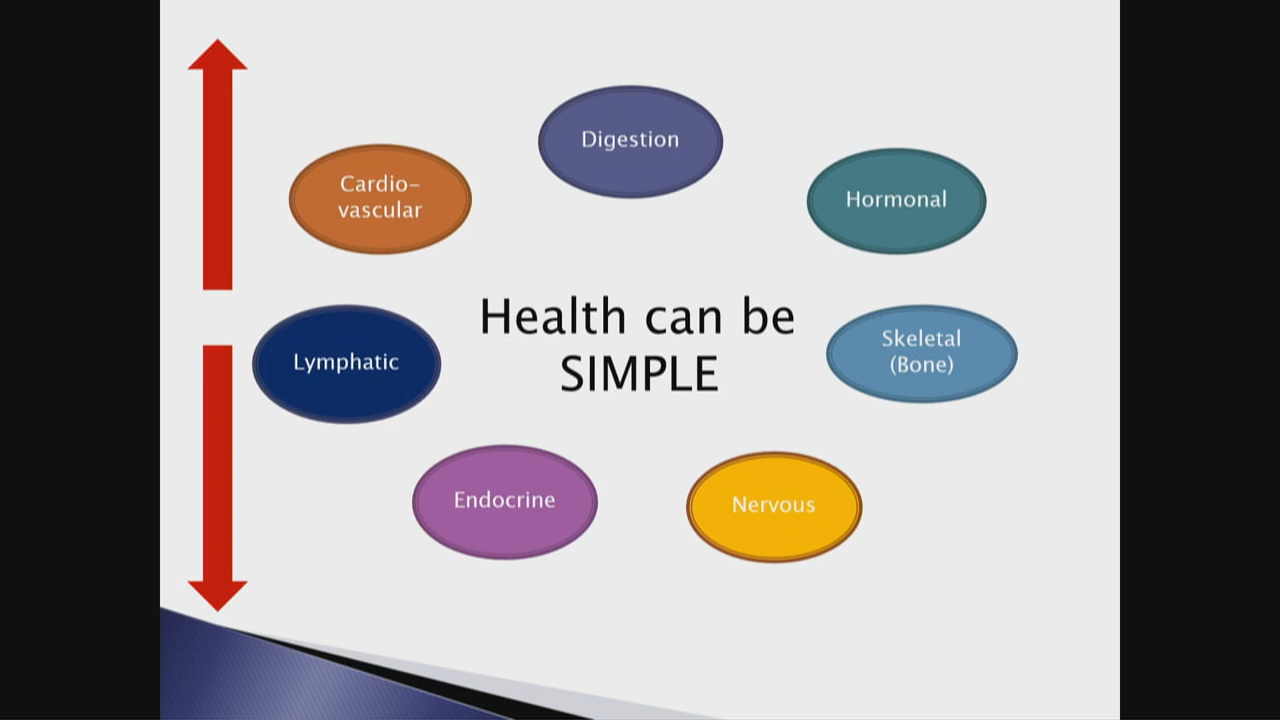 Digestion
Cardio-
vascular
Hormonal
Health can be
SIMPLE
Lymphatic
Skeletal
(Bone)
Endocrine
Nervous